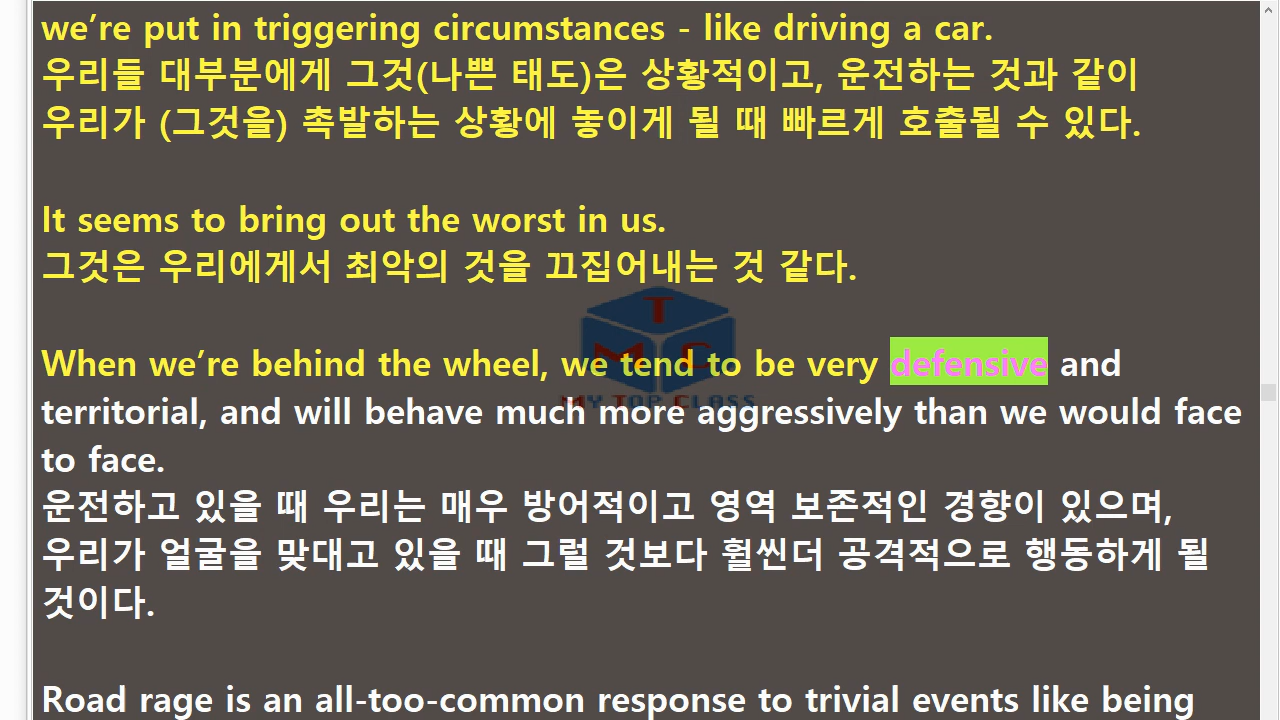 we're put in triggering circumstances - like driving a car.
우리들 대부분에게 그것(나쁜 태도)은 상황적이고, 운전하는 것과 같이
우리가 (그것을) 촉발하는 상황에 놓이게 될 때 빠르게 호출될 수 있다.
It seems to bring out the worst in us.
그것은 우리에게서 최악의 것을 끄집어내는 것 같다.
When we're behind the wheel, we tend to be very defensive and
territorial, and will behave much more aggressively than we would face
to face.
운전하고 있을 때 우리는 매우 방어적이고 영역 보존적인 경향이 있으며,
우리가 얼굴을 맞대고 있을 때 그럴 것보다 훨씬더 공격적으로 행동하게 될
것이다.
Road rage is an all-too-common response to trivial events like being
T
M C
MY TOP CLASS